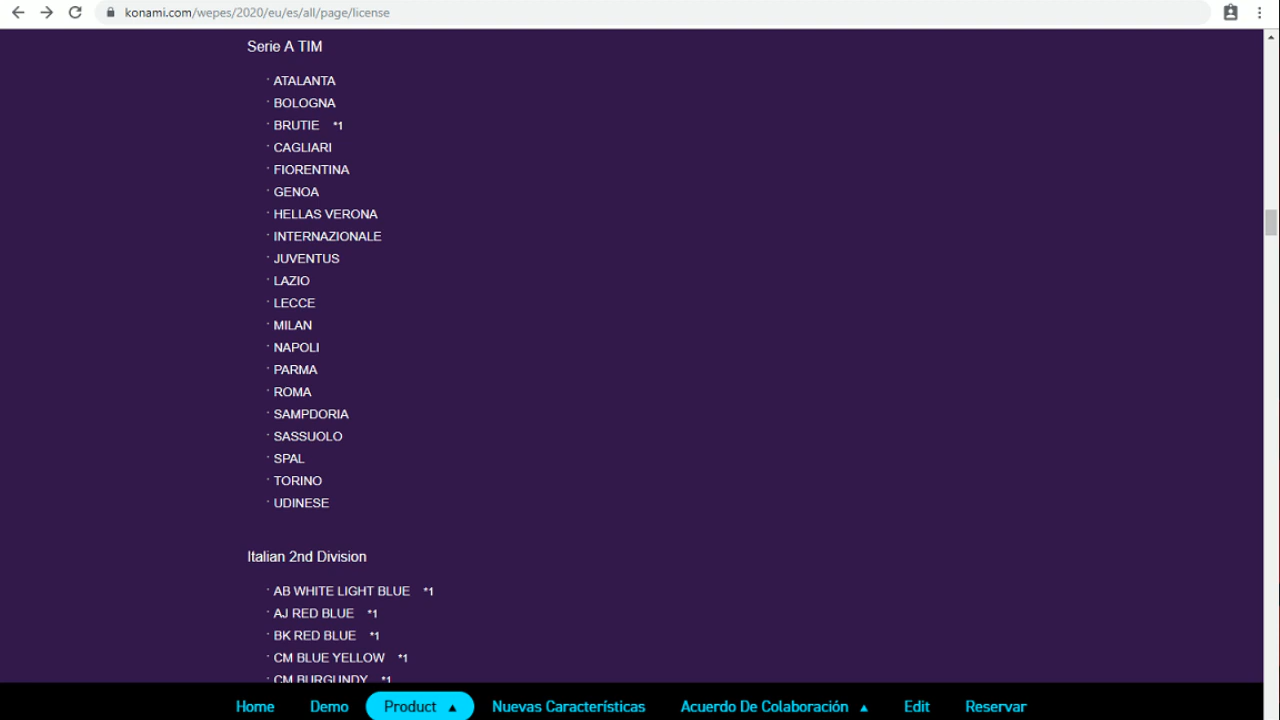 konami.com/wepes/2020/eu/es/all/page/license
Serie A TIM
ATALANTA
BOLOGNA
BRUTIE *1
CAGLIARI
FIORENTINA
GENOA
HELLAS VERONA
INTERNAZIONALE
JUVENTUS
LAZIO
LECCE
MILAN
NAPOLI
PARMA
ROMA
SAMPDORIA
SASSUOLO
SPAL
TORINO
UDINESE
Italian 2nd Division
AB WHITE LIGHT BLUE *1
AJ RED BLUE *1
BK RED BLUE *1
CM BLUE YELLOW *1
CM BURGUNDY *1
Home Demo Product ▲ Nuevas Características Acuerdo De Colaboración ▲ Edit Reservar